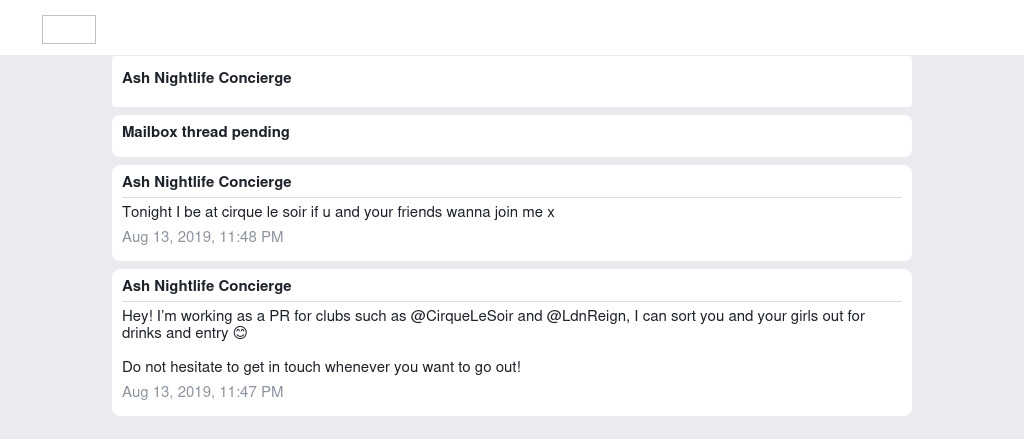 Ash Nightlife Concierge
Mailbox thread pending
Ash Nightlife Concierge
Tonight I be at cirque le soir if u and your friends wanna join me x
Aug 13, 2019, 11:48 PM
Ash Nightlife Concierge
Hey! I’m working as a PR for clubs such as @CirqueLeSoir and @LdnReign, I can sort you and your girls out for
drinks and entry 😊
Do not hesitate to get in touch whenever you want to go out!
Aug 13, 2019, 11:47 PM